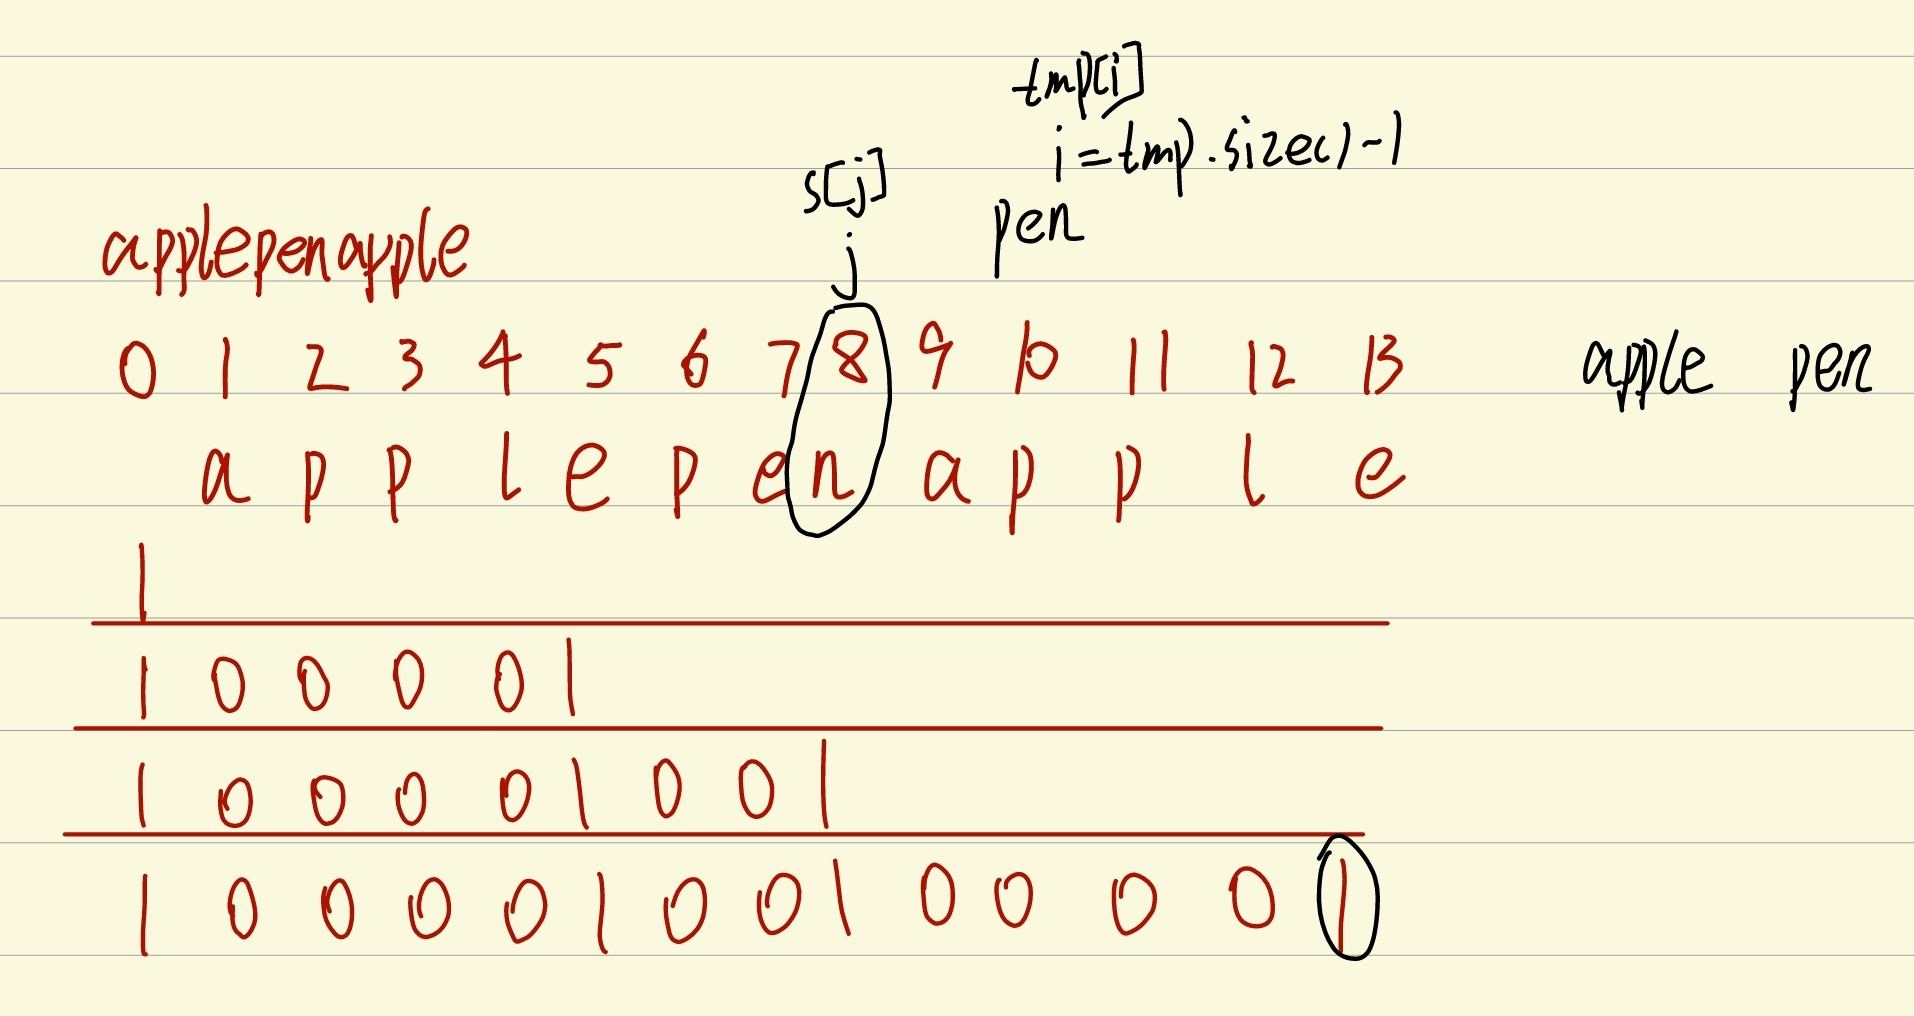 tmp[i]
i=tmp.size()-1
s[j]
pen
applepenapple
j
0 1 2 3 4 5 6 7 8 9 10 11 12 13 apple pen
a p p l e p e n a p p l e
1
1 0 0 0 0 1
1 0 0 0 0 1 0 0 1
1 0 0 0 0 1 0 0 1 0 0 0 0 1